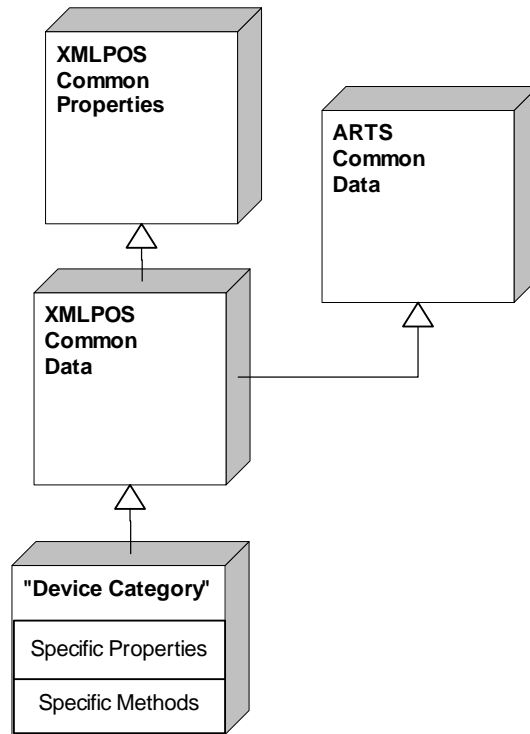 XMLPOS
Common
Properties
ARTS
Common
Data
XMLPOS
Common
Data
"Device Category"
Specific Properties
Specific Methods